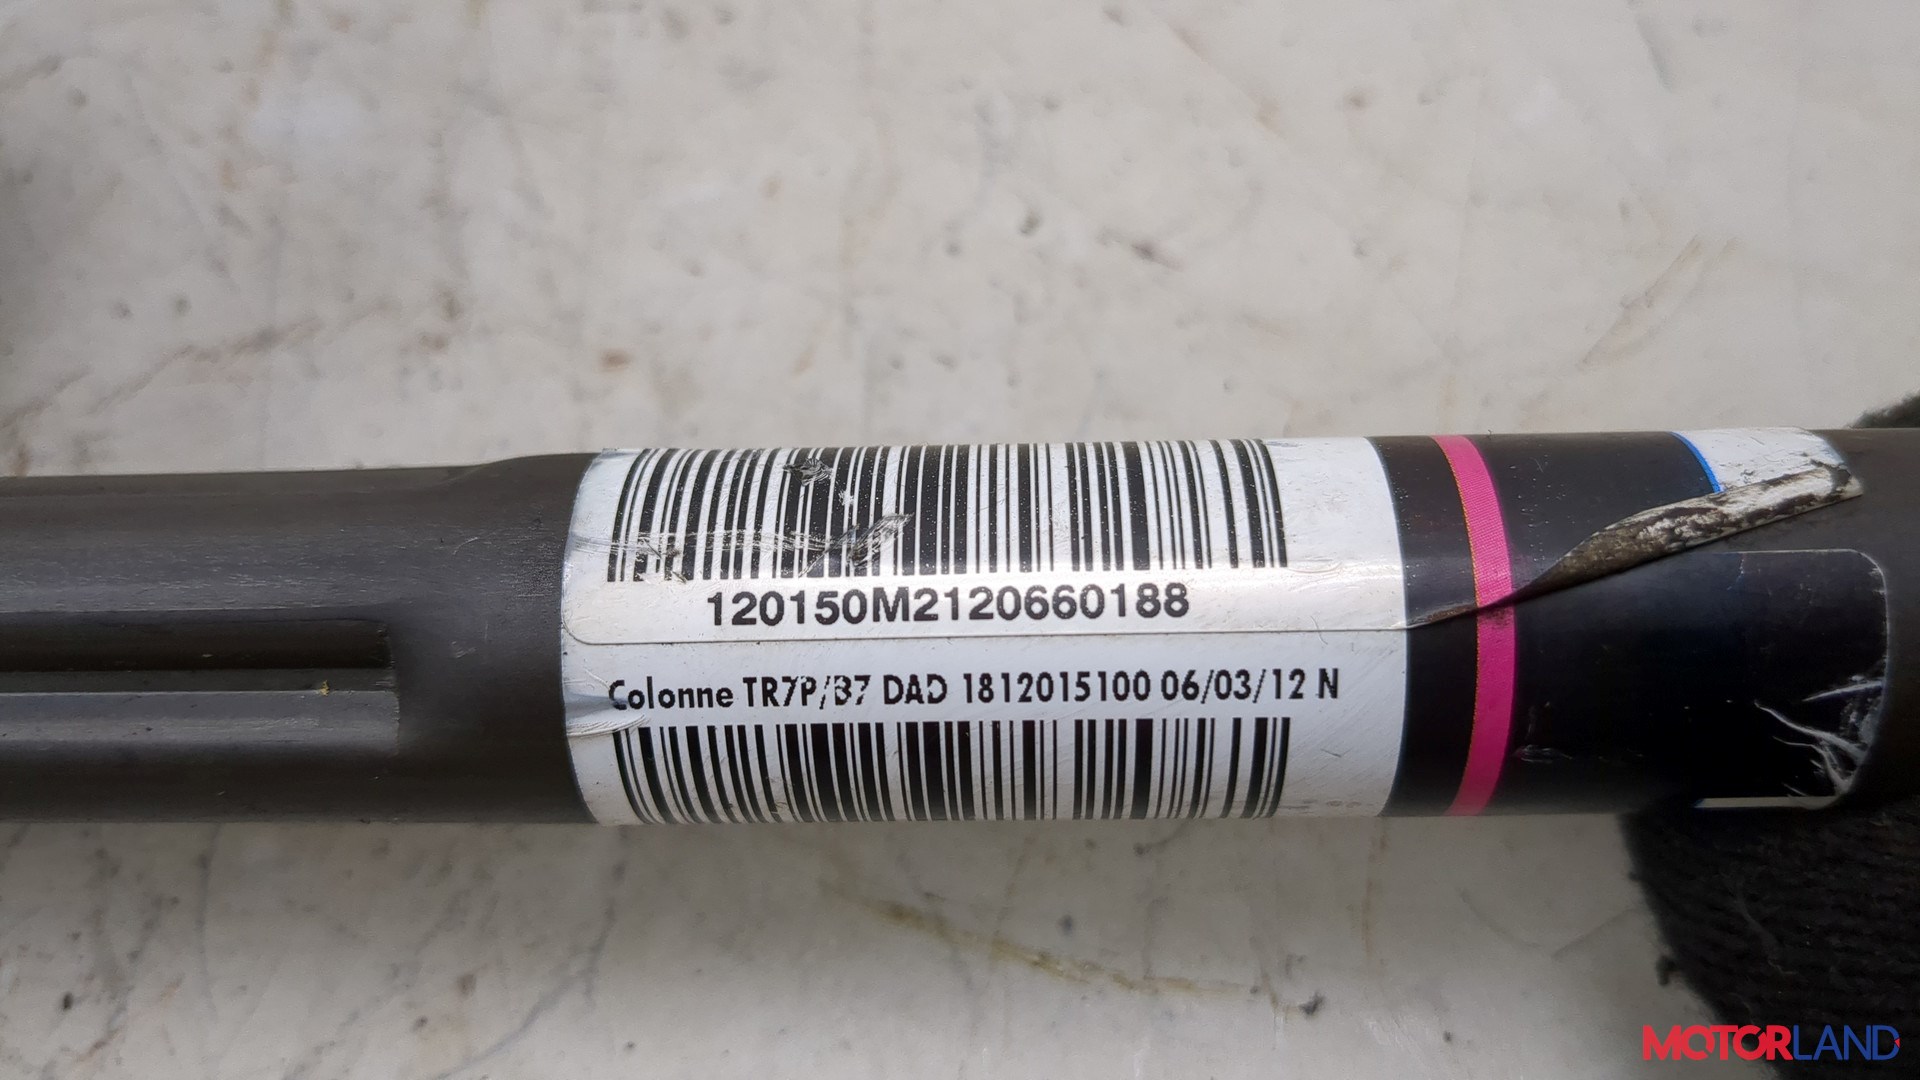 120150M2120660188
Colonne TR7P/B7 DAD 1812015100 06/03/12 N
MOTORLAND